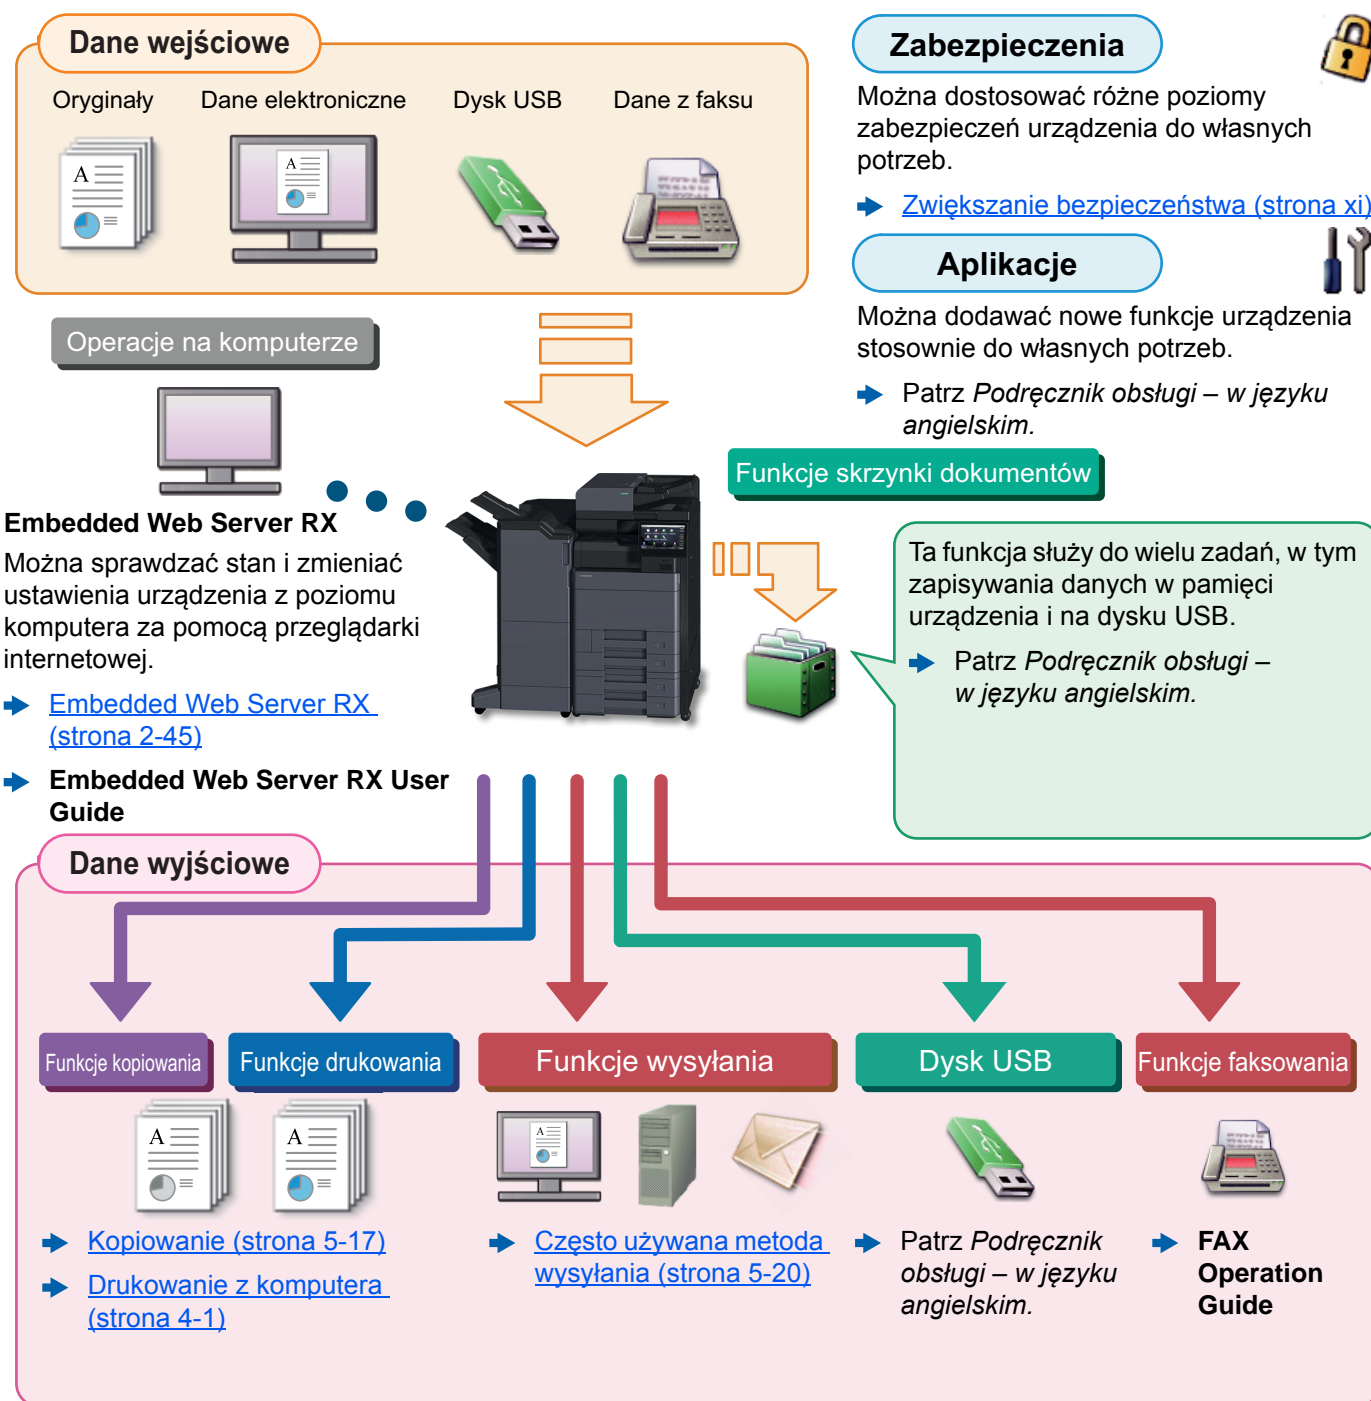 Dane wejściowe
Oryginały
Dane elektroniczne
Dysk USB
Dane z faksu
Zabezpieczenia
Można dostosować różne poziomy
zabezpieczeń urządzenia do własnych
potrzeb.
Zwiększanie bezpieczeństwa (strona xi)
Aplikacje
Można dodawać nowe funkcje urządzenia
stosownie do własnych potrzeb.
Patrz Podręcznik obsługi – w języku
angielskim.
Operacje na komputerze
Embedded Web Server RX
Można sprawdzać stan i zmieniać
ustawienia urządzenia z poziomu
komputera za pomocą przeglądarki
internetowej.
Embedded Web Server RX
(strona 2-45)
Embedded Web Server RX User
Guide
Funkcje skrzynki dokumentów
Ta funkcja służy do wielu zadań, w tym
zapisywania danych w pamięci
urządzenia i na dysku USB.
Patrz Podręcznik obsługi –
w języku angielskim.
Dane wyjściowe
Funkcje kopiowania
Funkcje drukowania
Funkcje wysyłania
Dysk USB
Funkcje faksowania
Kopiowanie (strona 5-17)
Drukowanie z komputera
(strona 4-1)
Często używana metoda
wysyłania (strona 5-20)
Patrz Podręcznik
obsługi – w języku
angielskim.
FAX
Operation
Guide